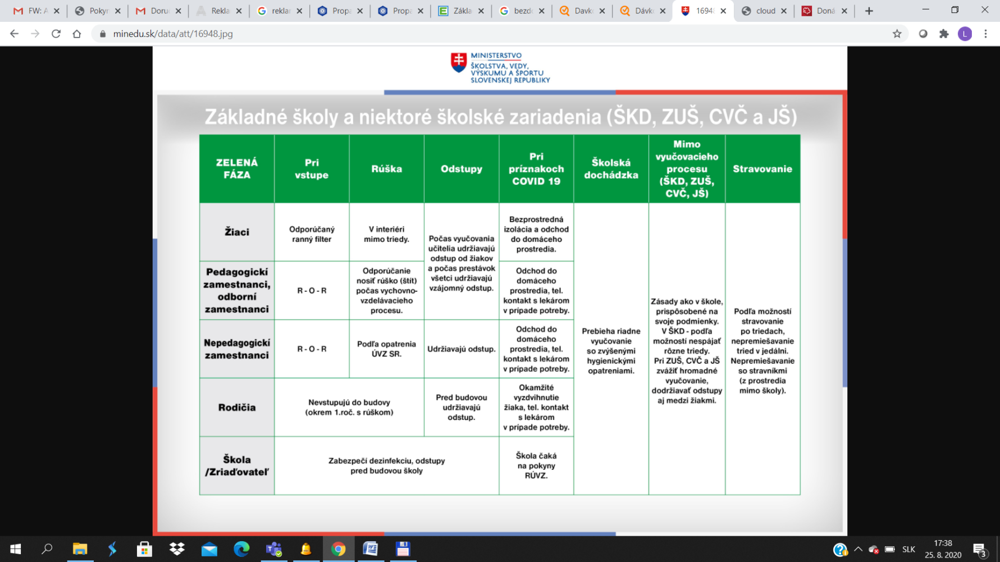 FW: A
Pokyn
Doruc
Rekla
reklar
Propa
Propa
Zákla
bezdc
Davko
Dávko
1694
cloud
Doná
minedu.sk/data/att/16948.jpg
L
MINISTERSTVO
ŠKOLSTVA, VEDY,
VÝSKUMU A ŠPORTU
SLOVENSKEJ REPUBLIKY
Základné školy a niektoré školské zariadenia (ŠKD, ZUŠ, CVČ a JŠ)
ZELENÁ
FÁZA
Pri
vstupe
Rúška
Odstupy
Pri
príznakoch
COVID 19
Školská
dochádzka
Mimo
vyučovacieho
procesu
(ŠKD, ZUŠ,
CVČ, JŠ)
Stravovanie
Žiaci
Odporúčaný
ranný filter
V interiéri
mimo triedy.
Počas vyučovania
učitelia udržiavajú
odstup od žiakov
a počas prestávok
všetci udržiavajú
vzájomný odstup.
Bezprostredná
izolácia a odchod
do domáceho
prostredia.
Prebieha riadne
vyučovanie
so zvýšenými
hygienickými
opatreniami.
Zásady ako v škole,
prispôsobené na
svoje podmienky.
V ŠKD - podľa
možností nespájať
rôzne triedy.
Pri ZUŠ, CVČ a JŠ
zvážiť hromadné
vyučovanie,
dodržiavať odstupy
aj medzi žiakmi.
Podľa možností
stravovanie
po triedach,
nepremiešavanie
tried v jedálni.
Nepremiešavanie
so stravníkmi
(z prostredia
mimo školy).
Pedagogickí
zamestnanci,
odborní
zamestnanci
R - O - R
Odporúčanie
nosiť rúško (štít)
počas vychovno-
vzdelávacieho
procesu.
Odchod do
domáceho
prostredia, tel.
kontakt s lekárom
v prípade potreby.
Nepedagogickí
zamestnanci
R - O - R
Podľa opatrenia
ÚVZ SR.
Udržiavajú odstup.
Odchod do
domáceho
prostredia, tel.
kontakt s lekárom
v prípade potreby.
Rodičia
Nevstupujú do budovy
(okrem 1.roč. s rúškom)
Pred budovou
udržiavajú
odstup.
Okamžité
vyzdvihnutie
žiaka, tel. kontakt
s lekárom
v prípade potreby.
Škola
/Zriaďovateľ
Zabezpečí dezinfekciu, odstupy
pred budovou školy
Škola čaká
na pokyny
RÚVZ.
SLK
17:38
25. 8. 2020
3